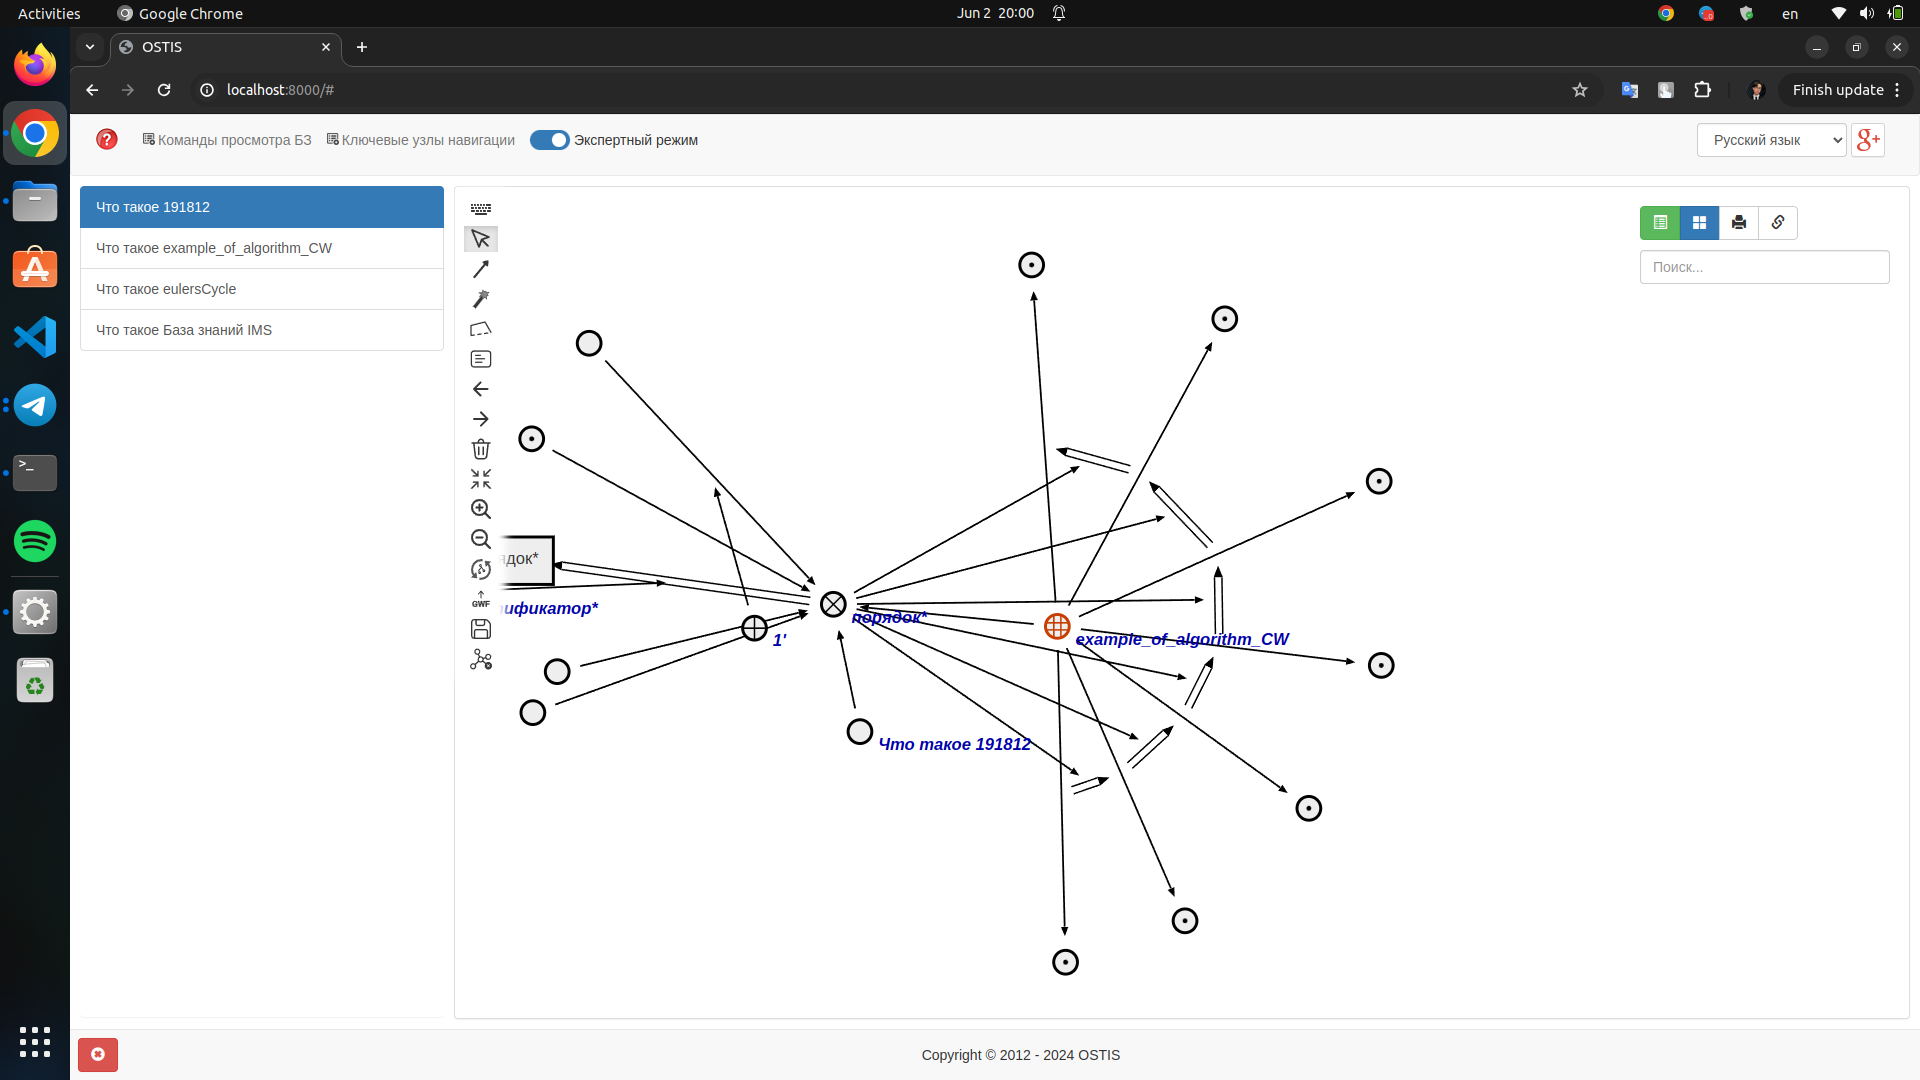 Activities
Google Chrome
Jun 2 20:00
en
OSTIS
localhost:8000/#
Finish update
Команды просмотра БЗ
Ключевые узлы навигации
Экспертный режим
Русский язык
g+
Что такое 191812
Что такое example_of_algorithm_CW
Что такое eulersCycle
Что такое База знаний IMS
Поиск...
GWF
ядок*
ификатор*
порядок*
1'
example_of_algorithm_CW
Что такое 191812
Copyright © 2012 - 2024 OSTIS